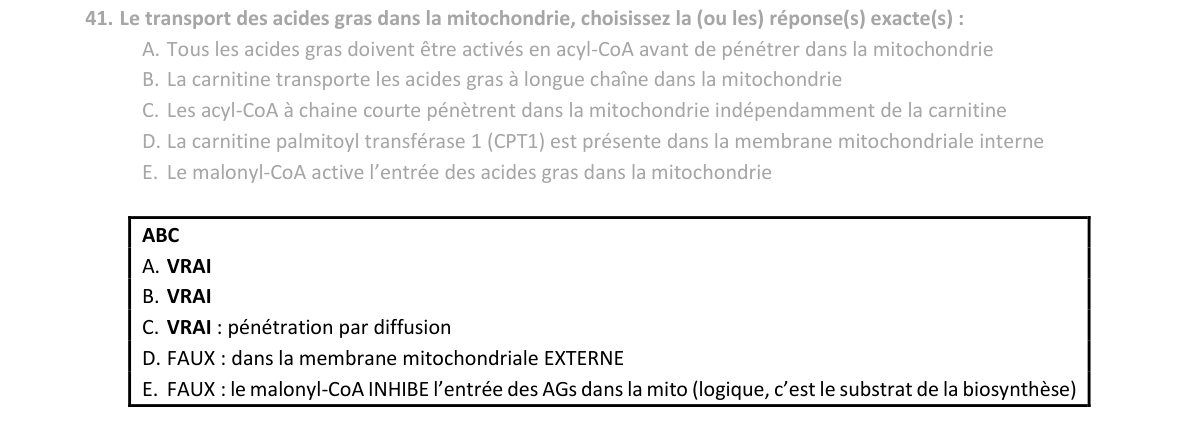 41. Le transport des acides gras dans la mitochondrie, choisissez la (ou les) réponse(s) exacte(s) :
A. Tous les acides gras doivent être activés en acyl-CoA avant de pénétrer dans la mitochondrie
B. La carnitine transporte les acides gras à longue chaîne dans la mitochondrie
C. Les acyl-CoA à chaine courte pénètrent dans la mitochondrie indépendamment de la carnitine
D. La carnitine palmitoyl transférase 1 (CPT1) est présente dans la membrane mitochondriale interne
E. Le malonyl-CoA active l’entrée des acides gras dans la mitochondrie
ABC
A. VRAI
B. VRAI
C. VRAI : pénétration par diffusion
D. FAUX : dans la membrane mitochondriale EXTERNE
E. FAUX : le malonyl-CoA INHIBE l’entrée des AGs dans la mito (logique, c’est le substrat de la biosynthèse)